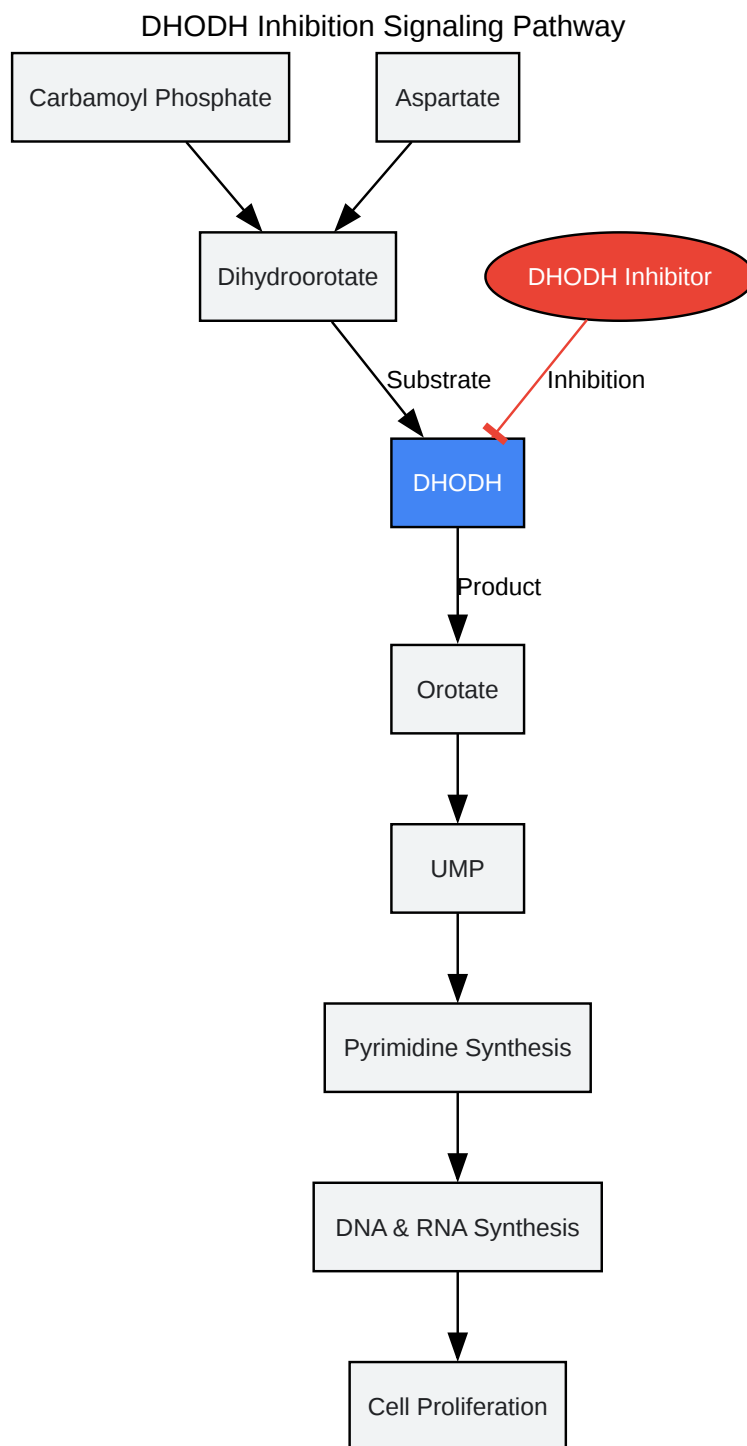 DHODH Inhibition Signaling Pathway
Carbamoyl Phosphate
Aspartate
Dihydroorotate
DHODH Inhibitor
Substrate
Inhibition
DHODH
Product
Orotate
UMP
Pyrimidine Synthesis
DNA & RNA Synthesis
Cell Proliferation